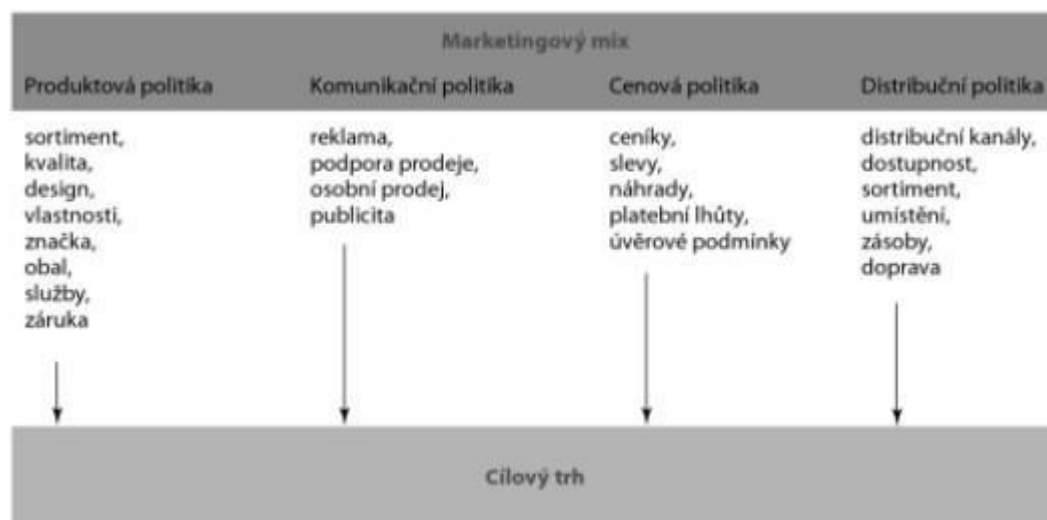 Marketingový mix
Produktová politika
Komunikační politika
Cenová politika
Distribuční politika
sortiment,
kvalita,
design,
vlastnosti,
značka,
obal,
služby,
záruka
reklama,
podpora prodeje,
osobní prodej,
publicita
ceníky,
slevy,
náhrady,
platební lhůty,
úvěrové podmínky
distribuční kanály,
dostupnost,
sortiment,
umístění,
zásoby,
doprava
Cílový trh